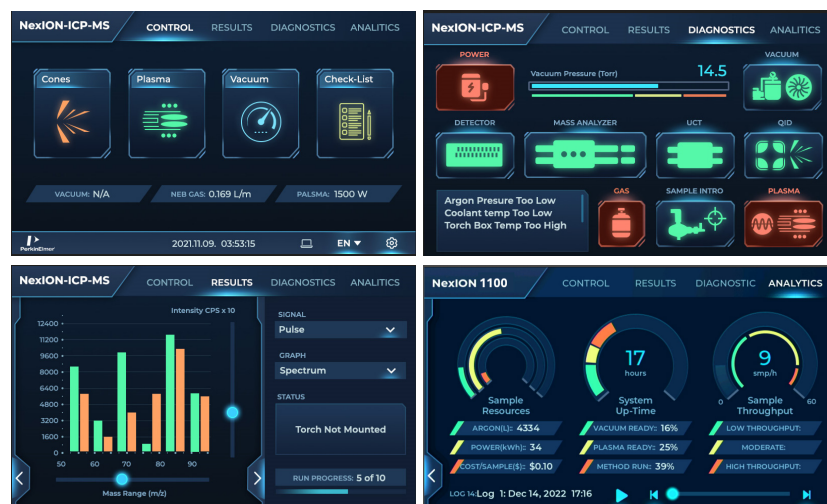 NexION-ICP-MS
CONTROL RESULTS DIAGNOSTICS ANALITICS
Cones
Plasma
Vacuum
Check-List
VACUUM: N/A
NEB GAS: 0.169 L/m
PALSMA: 1500 W
PerkinElmer
2021.11.09. 03:53:15
EN
NexION-ICP-MS
CONTROL RESULTS DIAGNOSTICS ANALITICS
POWER
Vacuum Pressure (Torr)
14.5
VACUUM
DETECTOR
MASS ANALYZER
UCT
QID
Argon Presure Too Low
Coolant temp Too Low
Torch Box Temp Too High
GAS
SAMPLE INTRO
PLASMA
NexION-ICP-MS
CONTROL RESULTS DIAGNOSTICS ANALITICS
Intensity CPS x 10
12400
11200
9600
8000
6400
4800
3200
1600
0
50 60 70 80 90
Mass Range (m/z)
SIGNAL
Pulse
GRAPH
Spectrum
STATUS
Torch Not Mounted
RUN PROGRESS: 5 of 10
NexION 1100
CONTROL RESULTS DIAGNOSTIC ANALYTICS
Sample
Resources
17
hours
System
Up-Time
9
smp/h
0
60
Sample
Throughput
ARGON(L):: 4334
VACUUM READY:: 16%
LOW THROUGHPUT:
POWER(kWh):: 34
PLASMA READY:: 25%
MODERATE:
COST/SAMPLE($): $0.10
METHOD RUN:: 39%
HIGH THROUGHPUT:
LOG 14: Log 1: Dec 14, 2022 17:16